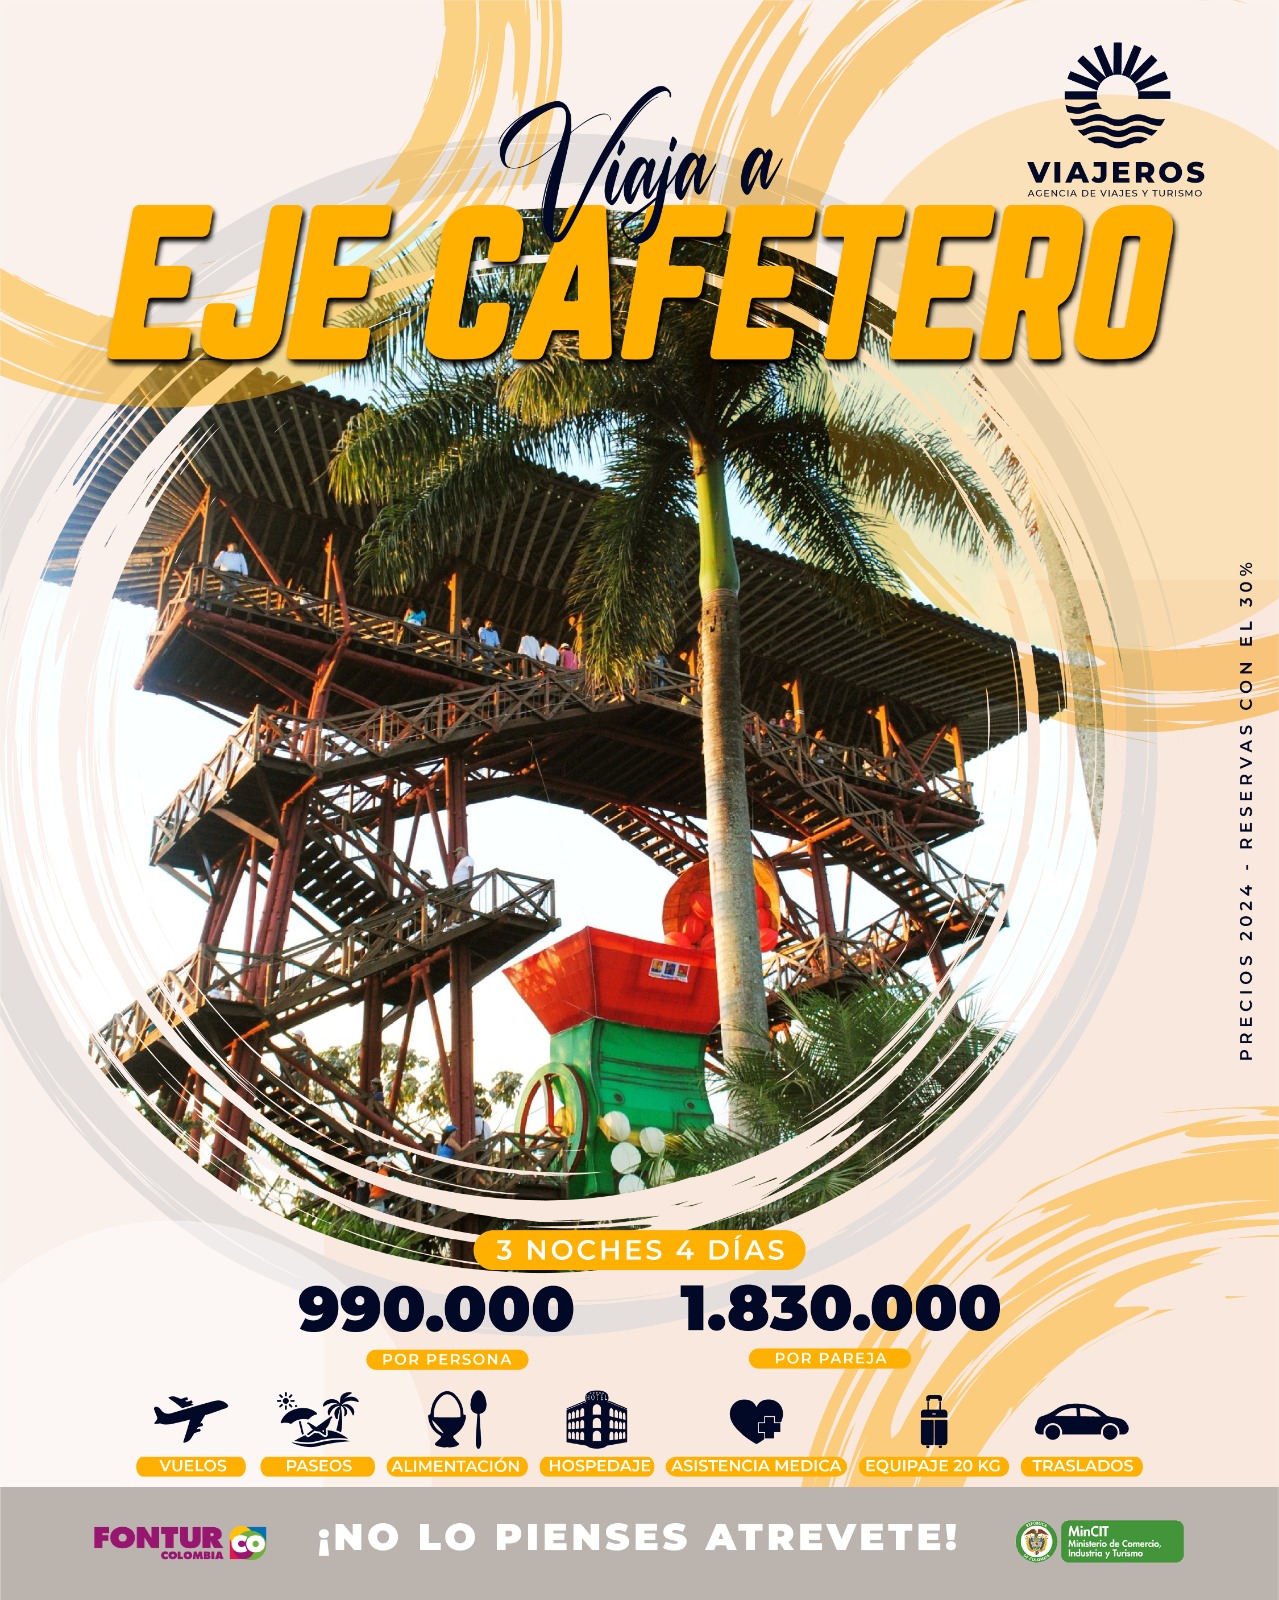 VIAJEROS
AGENCIA DE VIAJES Y TURISMO
Viaja a
EJE CAFETERO
PRECIOS 2024 - RESERVAS CON EL 30%
3 NOCHES 4 DÍAS
990.000
POR PERSONA
1.830.000
POR PAREJA
HOTEL
VUELOS
PASEOS
ALIMENTACIÓN
HOSPEDAJE
ASISTENCIA MEDICA
EQUIPAJE 20 KG
TRASLADOS
FONTUR
COLOMBIA
CO
¡NO LO PIENSES ATREVETE!
MinCIT
Ministerio de Comercio,
Industria y Turismo